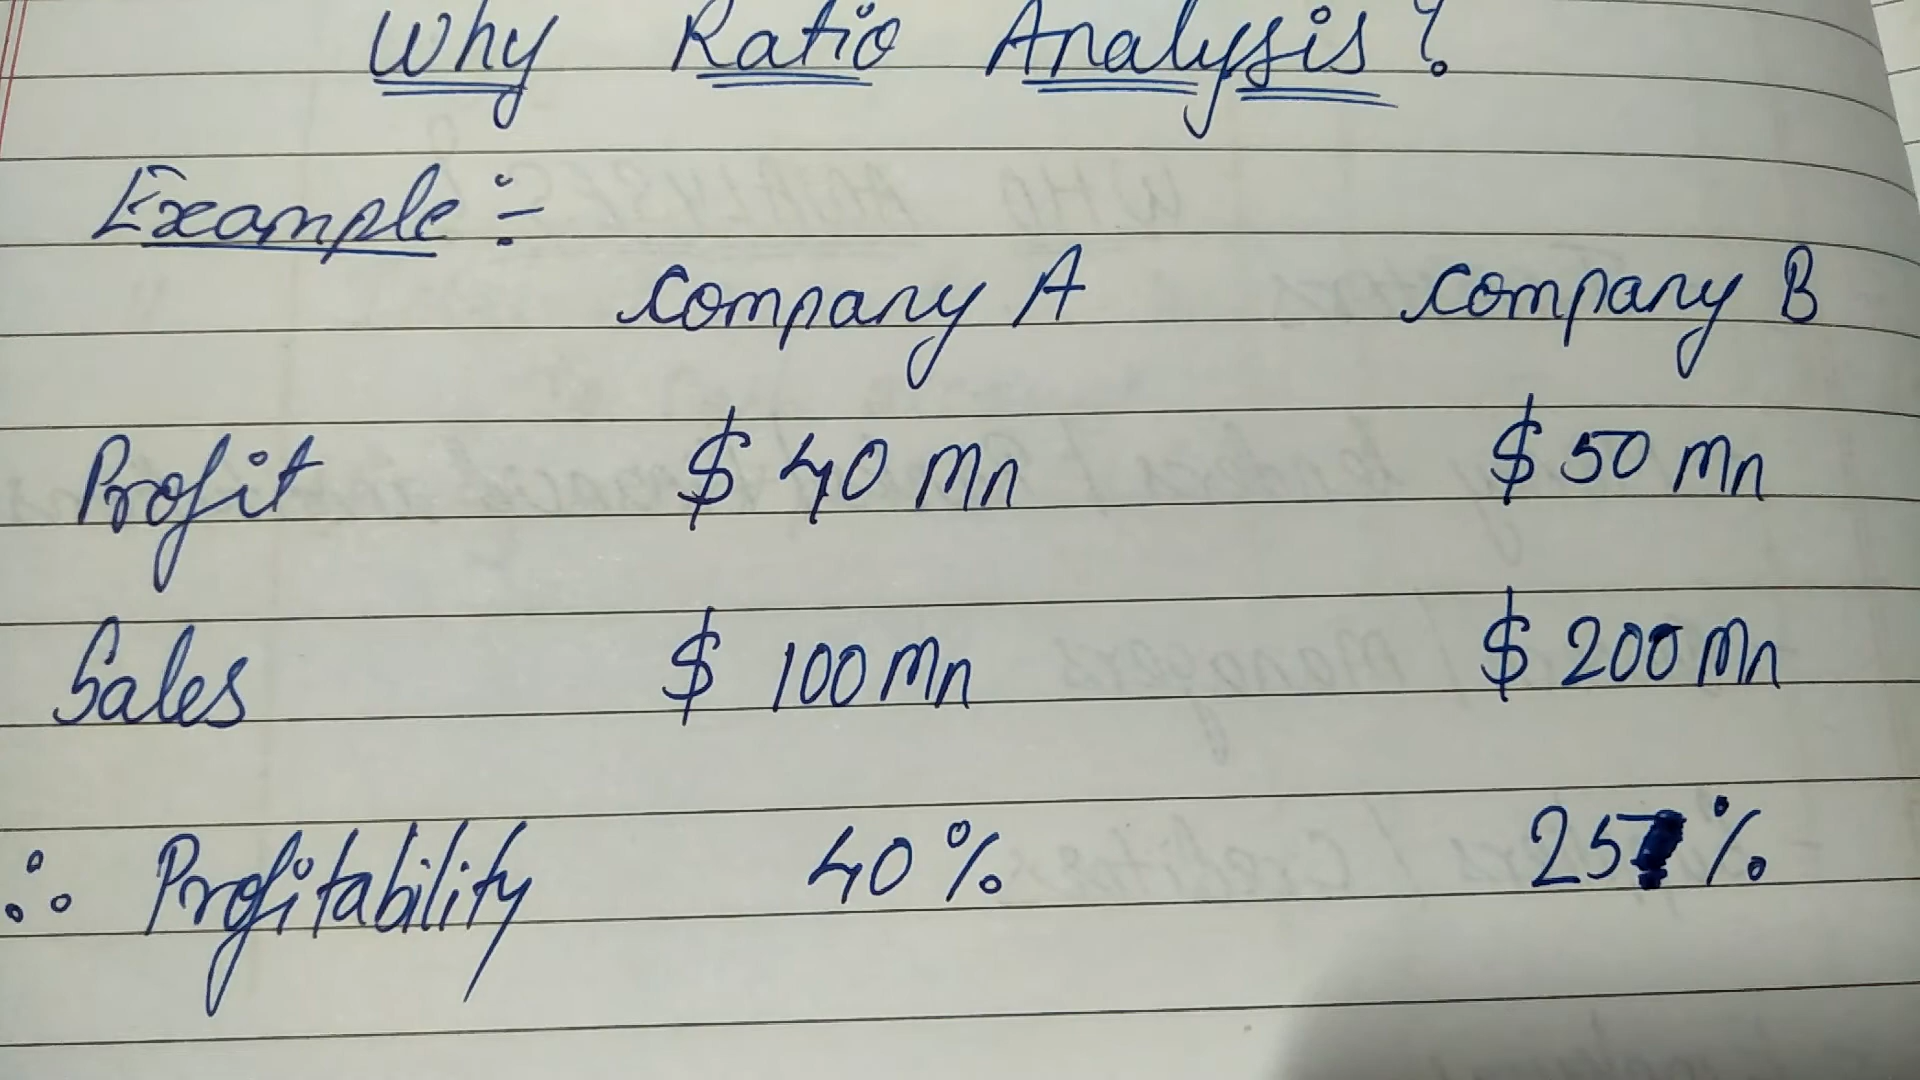 Why Ratio Analysis?
Example :-
Company A Company B
Profit $ 40 Mn $ 50 Mn
Sales $ 100 Mn $ 200 Mn
∴ Profitability 40% 25%